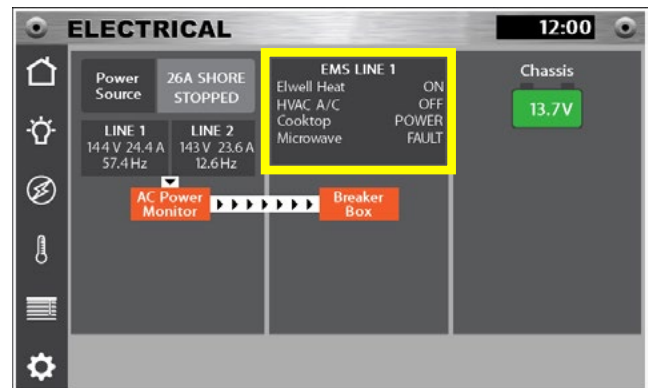 ELECTRICAL
12:00
Power Source
26A SHORE STOPPED
LINE 1
144 V 24.4 A
57.4 Hz
LINE 2
143 V 23.6 A
12.6 Hz
AC Power Monitor
Breaker Box
EMS LINE 1
Elwell Heat ON
HVAC A/C OFF
Cooktop POWER
Microwave FAULT
Chassis
13.7V